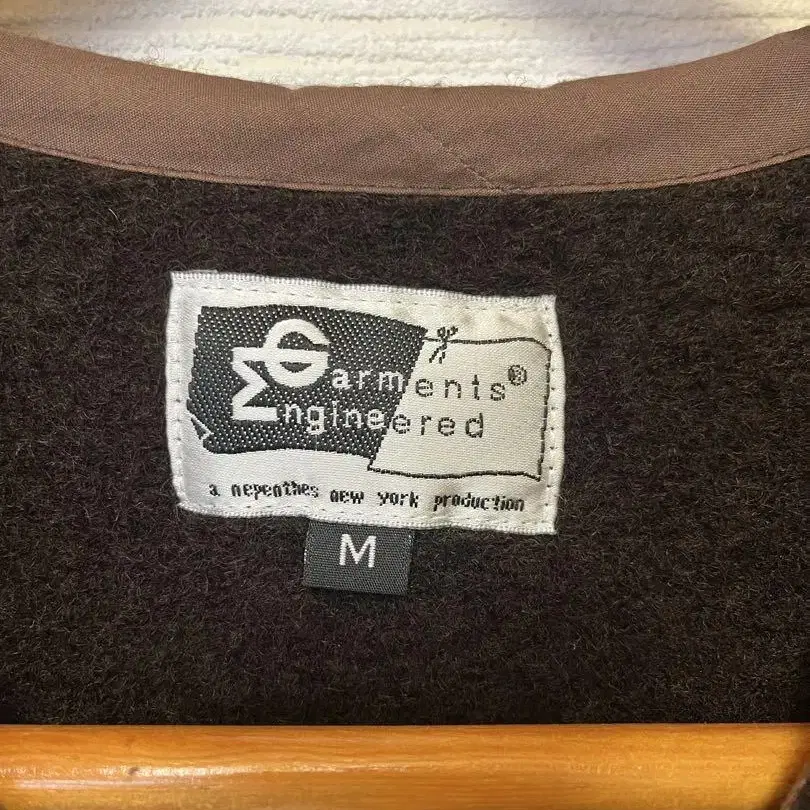 Garments®
Engineered
a nepenthes new york production
M